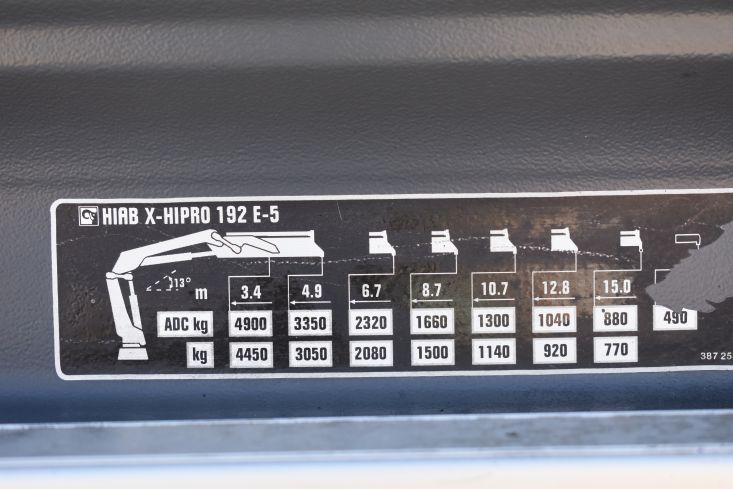 HIAB X-HIPRO 192 E-5
13°
m 3.4 4.9 6.7 8.7 10.7 12.8 15.0
ADC kg 4900 3350 2320 1660 1300 1040 880 490
kg 4450 3050 2080 1500 1140 920 770
387 25